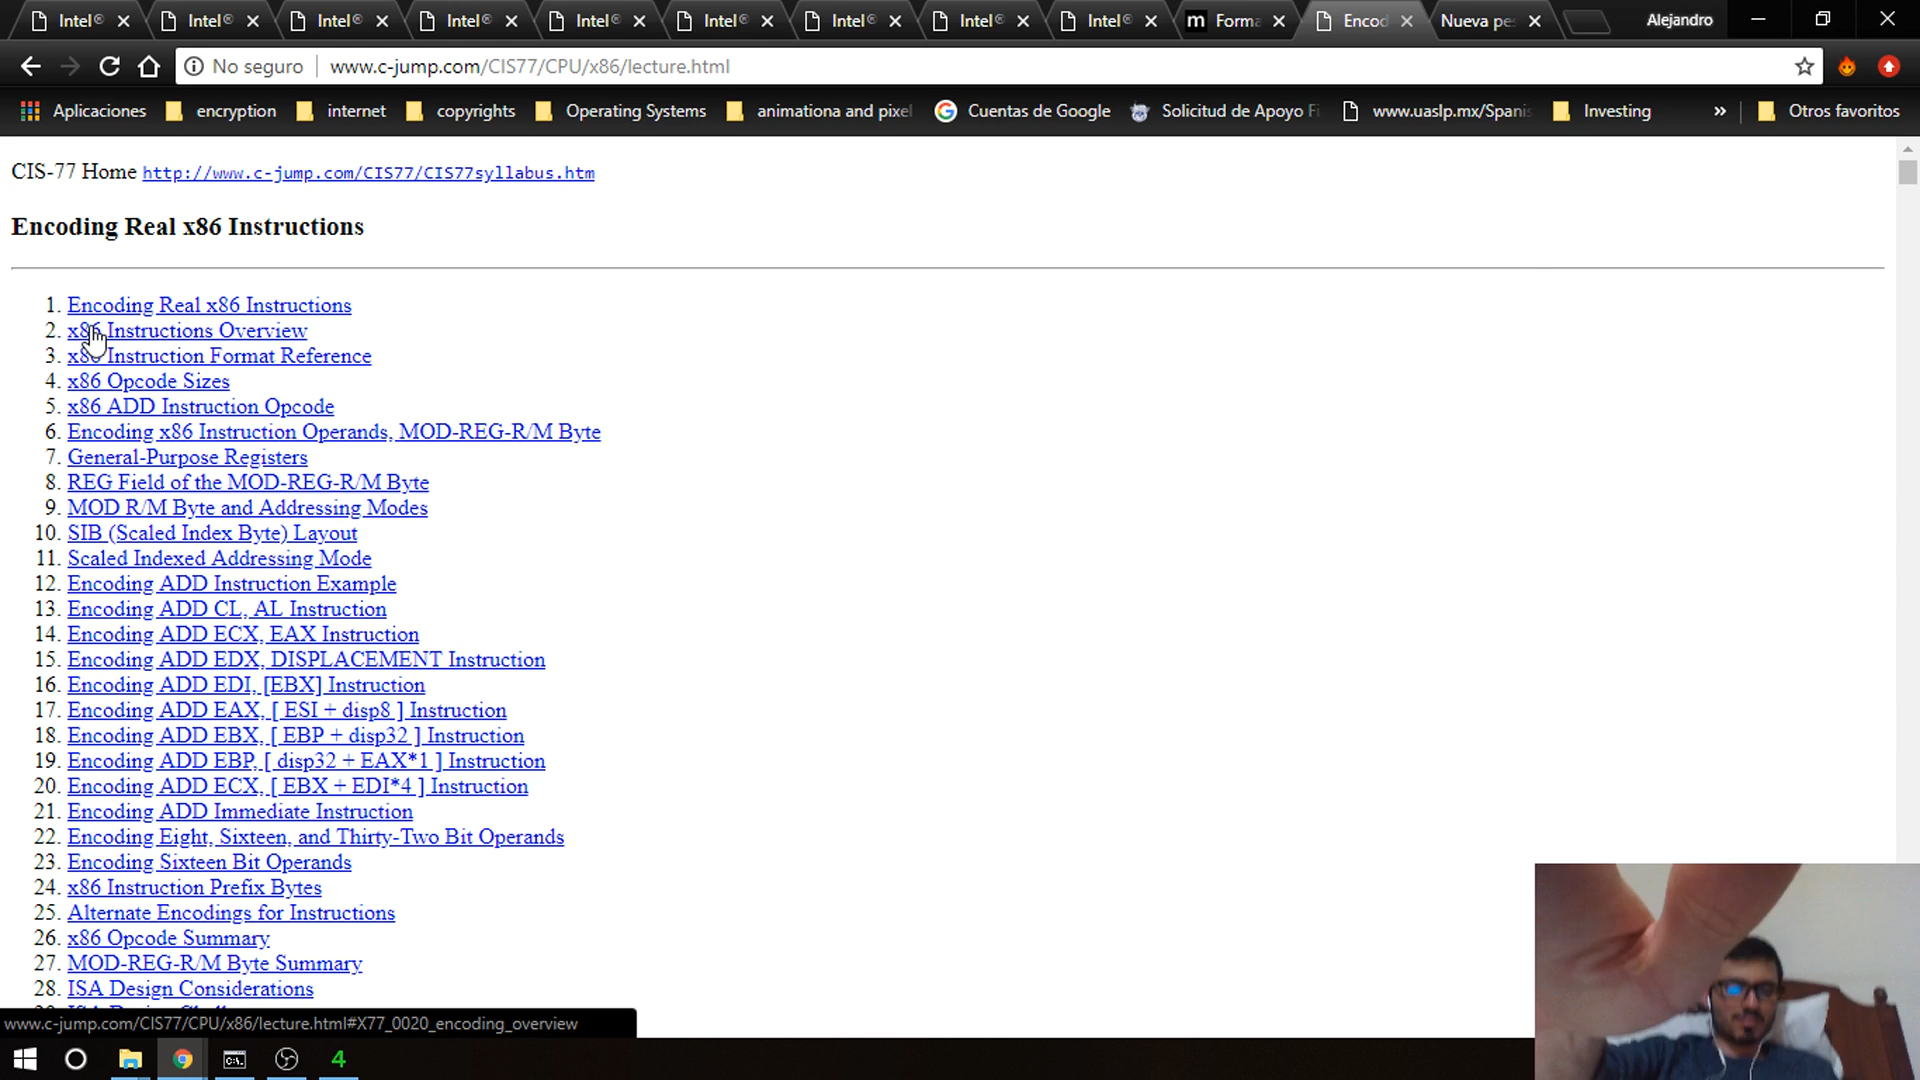 Intel® Intel® Intel® Intel® Intel® Intel® Intel® Intel® Intel® m Forma Encod Nueva pe Alejandro
No seguro www.c-jump.com/CIS77/CPU/x86/lecture.html
Aplicaciones encryption internet copyrights Operating Systems animationa and pixel Cuentas de Google Solicitud de Apoyo Fi www.uaslp.mx/Spanis Investing » Otros favoritos
CIS-77 Home http://www.c-jump.com/CIS77/CIS77syllabus.htm
Encoding Real x86 Instructions
1. Encoding Real x86 Instructions
2. x86 Instructions Overview
3. x86 Instruction Format Reference
4. x86 Opcode Sizes
5. x86 ADD Instruction Opcode
6. Encoding x86 Instruction Operands, MOD-REG-R/M Byte
7. General-Purpose Registers
8. REG Field of the MOD-REG-R/M Byte
9. MOD R/M Byte and Addressing Modes
10. SIB (Scaled Index Byte) Layout
11. Scaled Indexed Addressing Mode
12. Encoding ADD Instruction Example
13. Encoding ADD CL, AL Instruction
14. Encoding ADD ECX, EAX Instruction
15. Encoding ADD EDX, DISPLACEMENT Instruction
16. Encoding ADD EDI, [EBX] Instruction
17. Encoding ADD EAX, [ ESI + disp8 ] Instruction
18. Encoding ADD EBX, [ EBP + disp32 ] Instruction
19. Encoding ADD EBP, [ disp32 + EAX*1 ] Instruction
20. Encoding ADD ECX, [ EBX + EDI*4 ] Instruction
21. Encoding ADD Immediate Instruction
22. Encoding Eight, Sixteen, and Thirty-Two Bit Operands
23. Encoding Sixteen Bit Operands
24. x86 Instruction Prefix Bytes
25. Alternate Encodings for Instructions
26. x86 Opcode Summary
27. MOD-REG-R/M Byte Summary
28. ISA Design Considerations
www.c-jump.com/CIS77/CPU/x86/lecture.html#X77_0020_encoding_overview
4